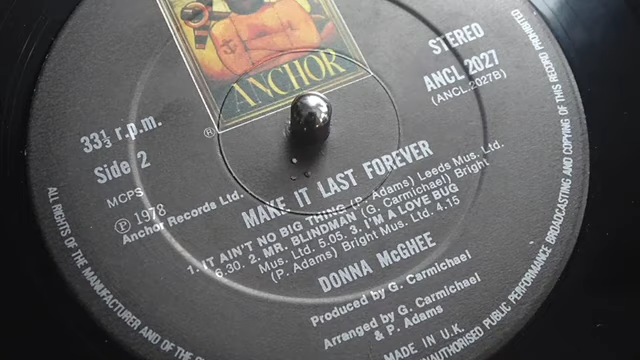 ANCHOR
®
STEREO
ANCL 2027
(ANCL.2027B)
33⅓ r.p.m.
Side 2
MCPS
℗ 1978
Anchor Records Ltd.
MAKE IT LAST FOREVER
1. IT AIN'T NO BIG THING (P. Adams) Leeds Mus. Ltd.
6.30. 2. MR. BLINDMAN (G. Carmichael) Bright
Mus. Ltd. 5.05. 3. I'M A LOVE BUG
(P. Adams) Bright Mus. Ltd. 4.15
DONNA McGHEE
Produced by G. Carmichael
Arranged by G. Carmichael
& P. Adams
MADE IN U.K.
ALL RIGHTS OF THE MANUFACTURER AND OF THE
UNAUTHORISED PUBLIC PERFORMANCE BROADCASTING AND COPYING OF THIS RECORD PROHIBITED